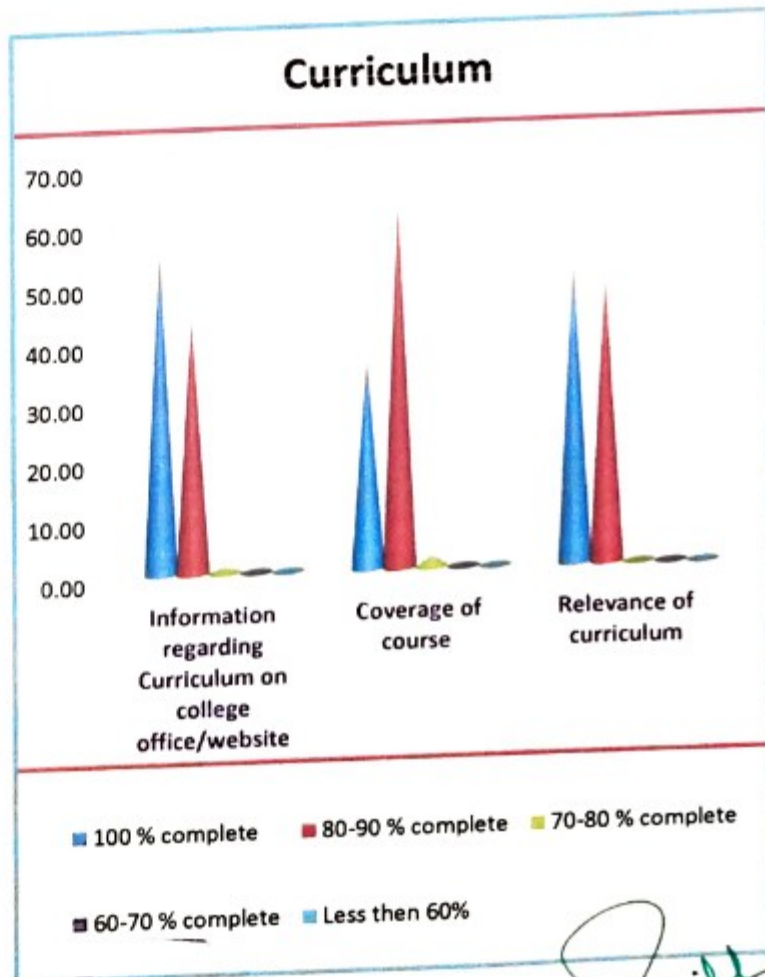 Curriculum
70.00
60.00
50.00
40.00
30.00
20.00
10.00
0.00
Information
regarding
Curriculum on
college
office/website
Coverage of
course
Relevance of
curriculum
100 % complete
80-90 % complete
70-80 % complete
60-70 % complete
Less then 60%